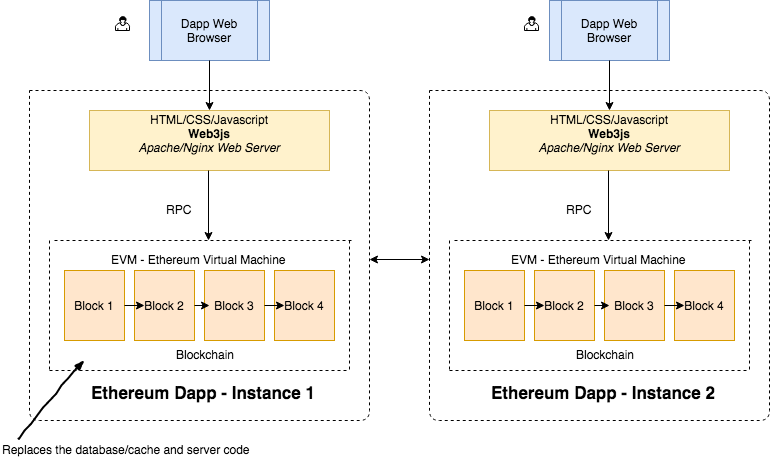 Dapp Web
Browser
HTML/CSS/Javascript
Web3js
Apache/Nginx Web Server
RPC
EVM - Ethereum Virtual Machine
Block 1
Block 2
Block 3
Block 4
Blockchain
Ethereum Dapp - Instance 1
Replaces the database/cache and server code
Dapp Web
Browser
HTML/CSS/Javascript
Web3js
Apache/Nginx Web Server
RPC
EVM - Ethereum Virtual Machine
Block 1
Block 2
Block 3
Block 4
Blockchain
Ethereum Dapp - Instance 2